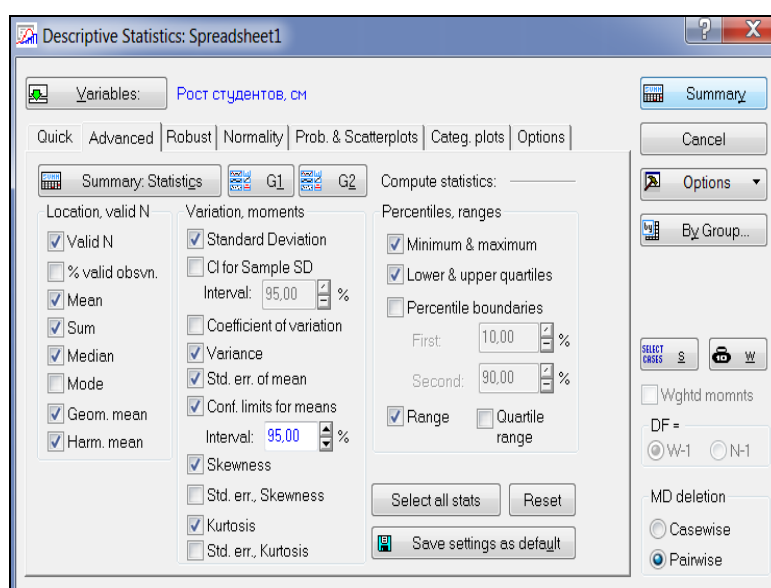 Descriptive Statistics: Spreadsheet1
? X
Variables: Рост студентов, см
Summary
Quick Advanced Robust Normality Prob. & Scatterplots Categ. plots Options
Cancel
Summary: Statistics G1 G2 Compute statistics:
Options
Location, valid N
Valid N
% valid obsvn.
Mean
Sum
Median
Mode
Geom. mean
Harm. mean
Variation, moments
Standard Deviation
CI for Sample SD
Interval: 95,00 %
Coefficient of variation
Variance
Std. err. of mean
Conf. limits for means
Interval: 95,00 %
Skewness
Std. err., Skewness
Kurtosis
Std. err., Kurtosis
Percentiles, ranges
Minimum & maximum
Lower & upper quartiles
Percentile boundaries
First: 10,00 %
Second: 90,00 %
Range
Quartile
range
Select all stats Reset
Save settings as default
By Group...
SELECT
CASES S W
Wghtd momnts
DF =
W-1 N-1
MD deletion
Casewise
Pairwise